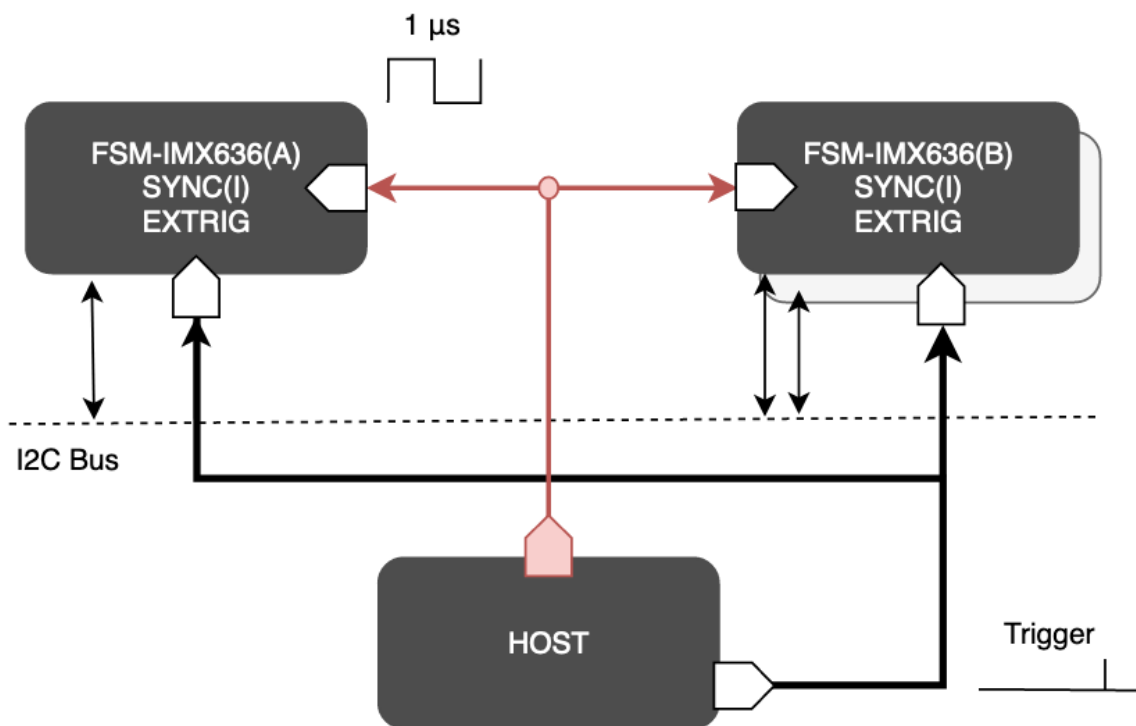 1 μs
FSM-IMX636(A)
SYNC(I)
EXTRIG
FSM-IMX636(B)
SYNC(I)
EXTRIG
I2C Bus
HOST
Trigger